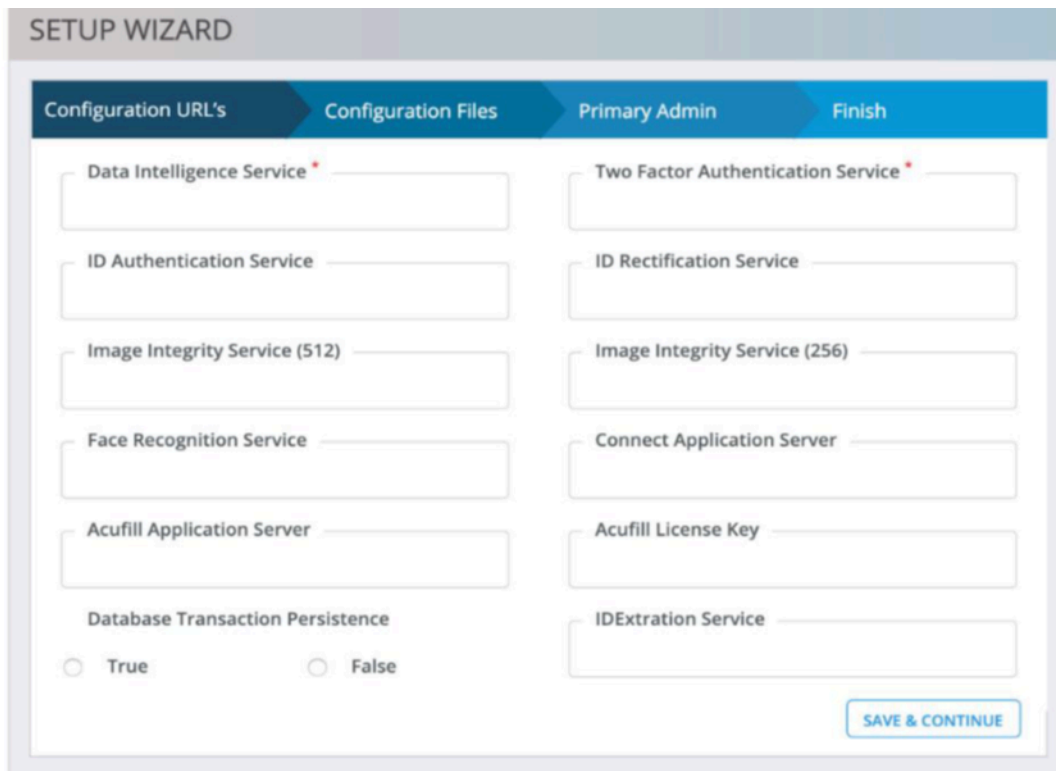 SETUP WIZARD
Configuration URL's Configuration Files Primary Admin Finish
Data Intelligence Service * Two Factor Authentication Service *
ID Authentication Service ID Rectification Service
Image Integrity Service (512) Image Integrity Service (256)
Face Recognition Service Connect Application Server
Acufill Application Server Acufill License Key
Database Transaction Persistence IDExtration Service
True False
SAVE & CONTINUE